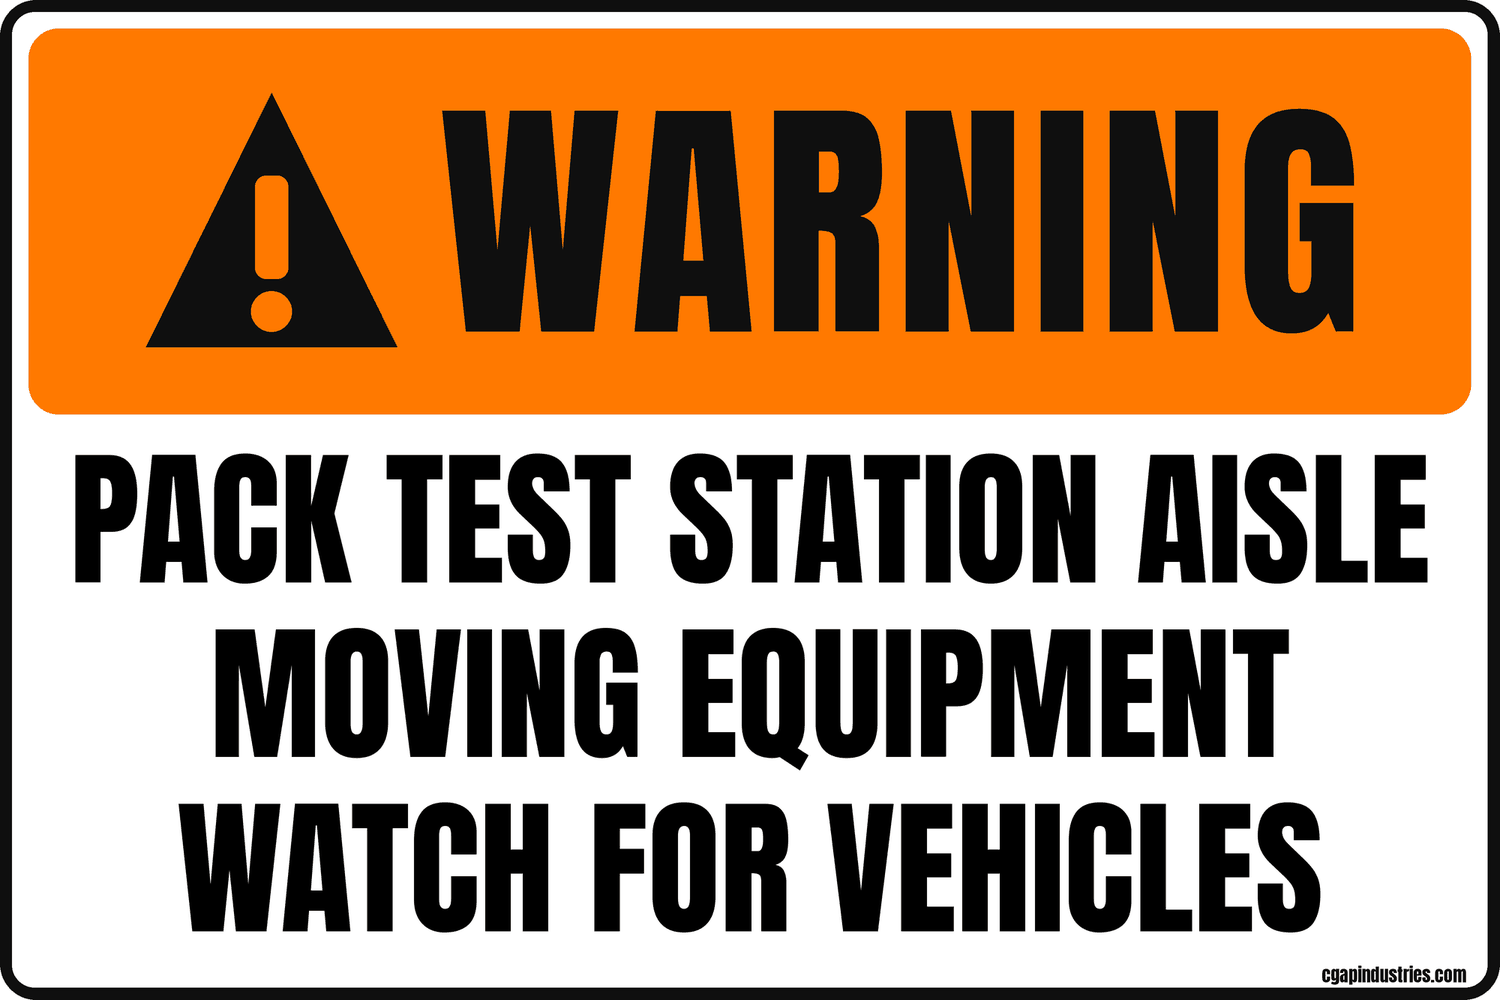 WARNING
PACK TEST STATION AISLE
MOVING EQUIPMENT
WATCH FOR VEHICLES
cgapindustries.com